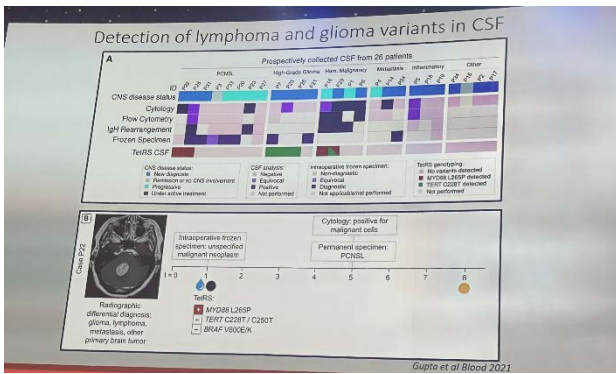 Detection of lymphoma and glioma variants in CSF
A
Prospectively collected CSF from 26 patients
PCNSL
High-Grade Glioma
Hem. Malignancy
Metastasis
Inflammatory
Other
ID
CNS disease status
Cytology
Flow Cytometry
IgH Rearrangement
Frozen Specimen
TetRS CSF
CNS disease status:
New diagnosis
Remission or no CNS involvement
Progressive
Under active treatment
CSF analysis:
Negative
Equivocal
Positive
Not performed
Intraoperative frozen specimen:
Non-diagnostic
Equivocal
Diagnostic
Not applicable/not performed
TetRS genotyping:
No variants detected
MYD88 L265P detected
TERT C228T detected
Not performed
B
Case P22
Radiographic
differential diagnosis:
glioma, lymphoma,
metastasis, other
primary brain tumor
Intraoperative frozen
specimen: unspecified
malignant neoplasm
Cytology: positive for
malignant cells
Permanent specimen:
PCNSL
t = 0 1 2 3 4 5 6 7 8
TetRS:
+ MYD88 L265P
− TERT C228T / C250T
− BRAF V600E/K
Gupta et al Blood 2021